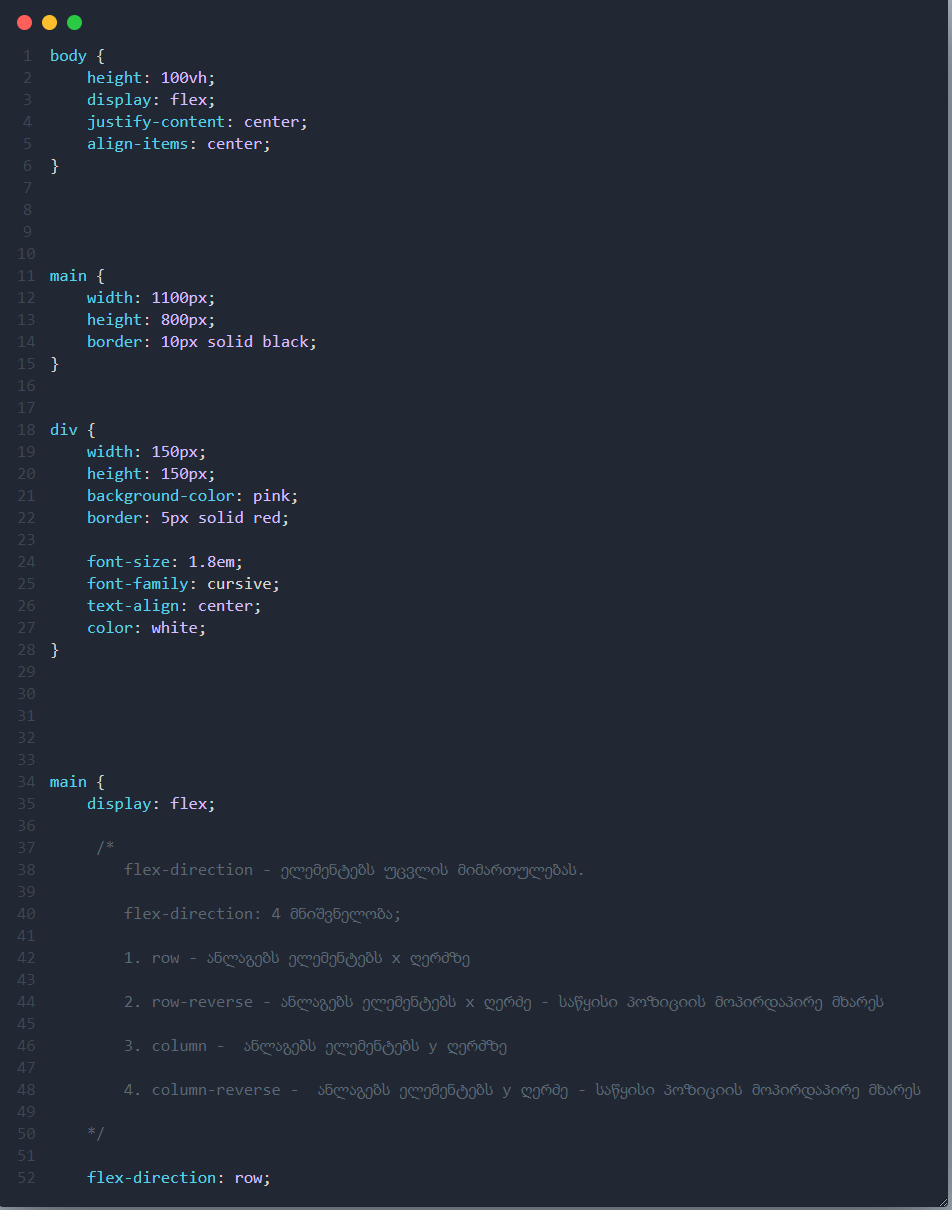 1 body {
2 height: 100vh;
3 display: flex;
4 justify-content: center;
5 align-items: center;
6 }
7
8
9
10
11 main {
12 width: 1100px;
13 height: 800px;
14 border: 10px solid black;
15 }
16
17
18 div {
19 width: 150px;
20 height: 150px;
21 background-color: pink;
22 border: 5px solid red;
23
24 font-size: 1.8em;
25 font-family: cursive;
26 text-align: center;
27 color: white;
28 }
29
30
31
32
33
34 main {
35 display: flex;
36
37 /*
38 flex-direction - ელემენტებს უცვლის მიმართულებას.
39
40 flex-direction: 4 მნიშვნელობა;
41
42 1. row - ანლაგებს ელემენტებს x ღერძზე
43
44 2. row-reverse - ანლაგებს ელემენტებს x ღერძე - საწყისი პოზიციის მოპირდაპირე მხარეს
45
46 3. column - ანლაგებს ელემენტებს y ღერძზე
47
48 4. column-reverse - ანლაგებს ელემენტებს y ღერძე - საწყისი პოზიციის მოპირდაპირე მხარეს
49
50 */
51
52 flex-direction: row;